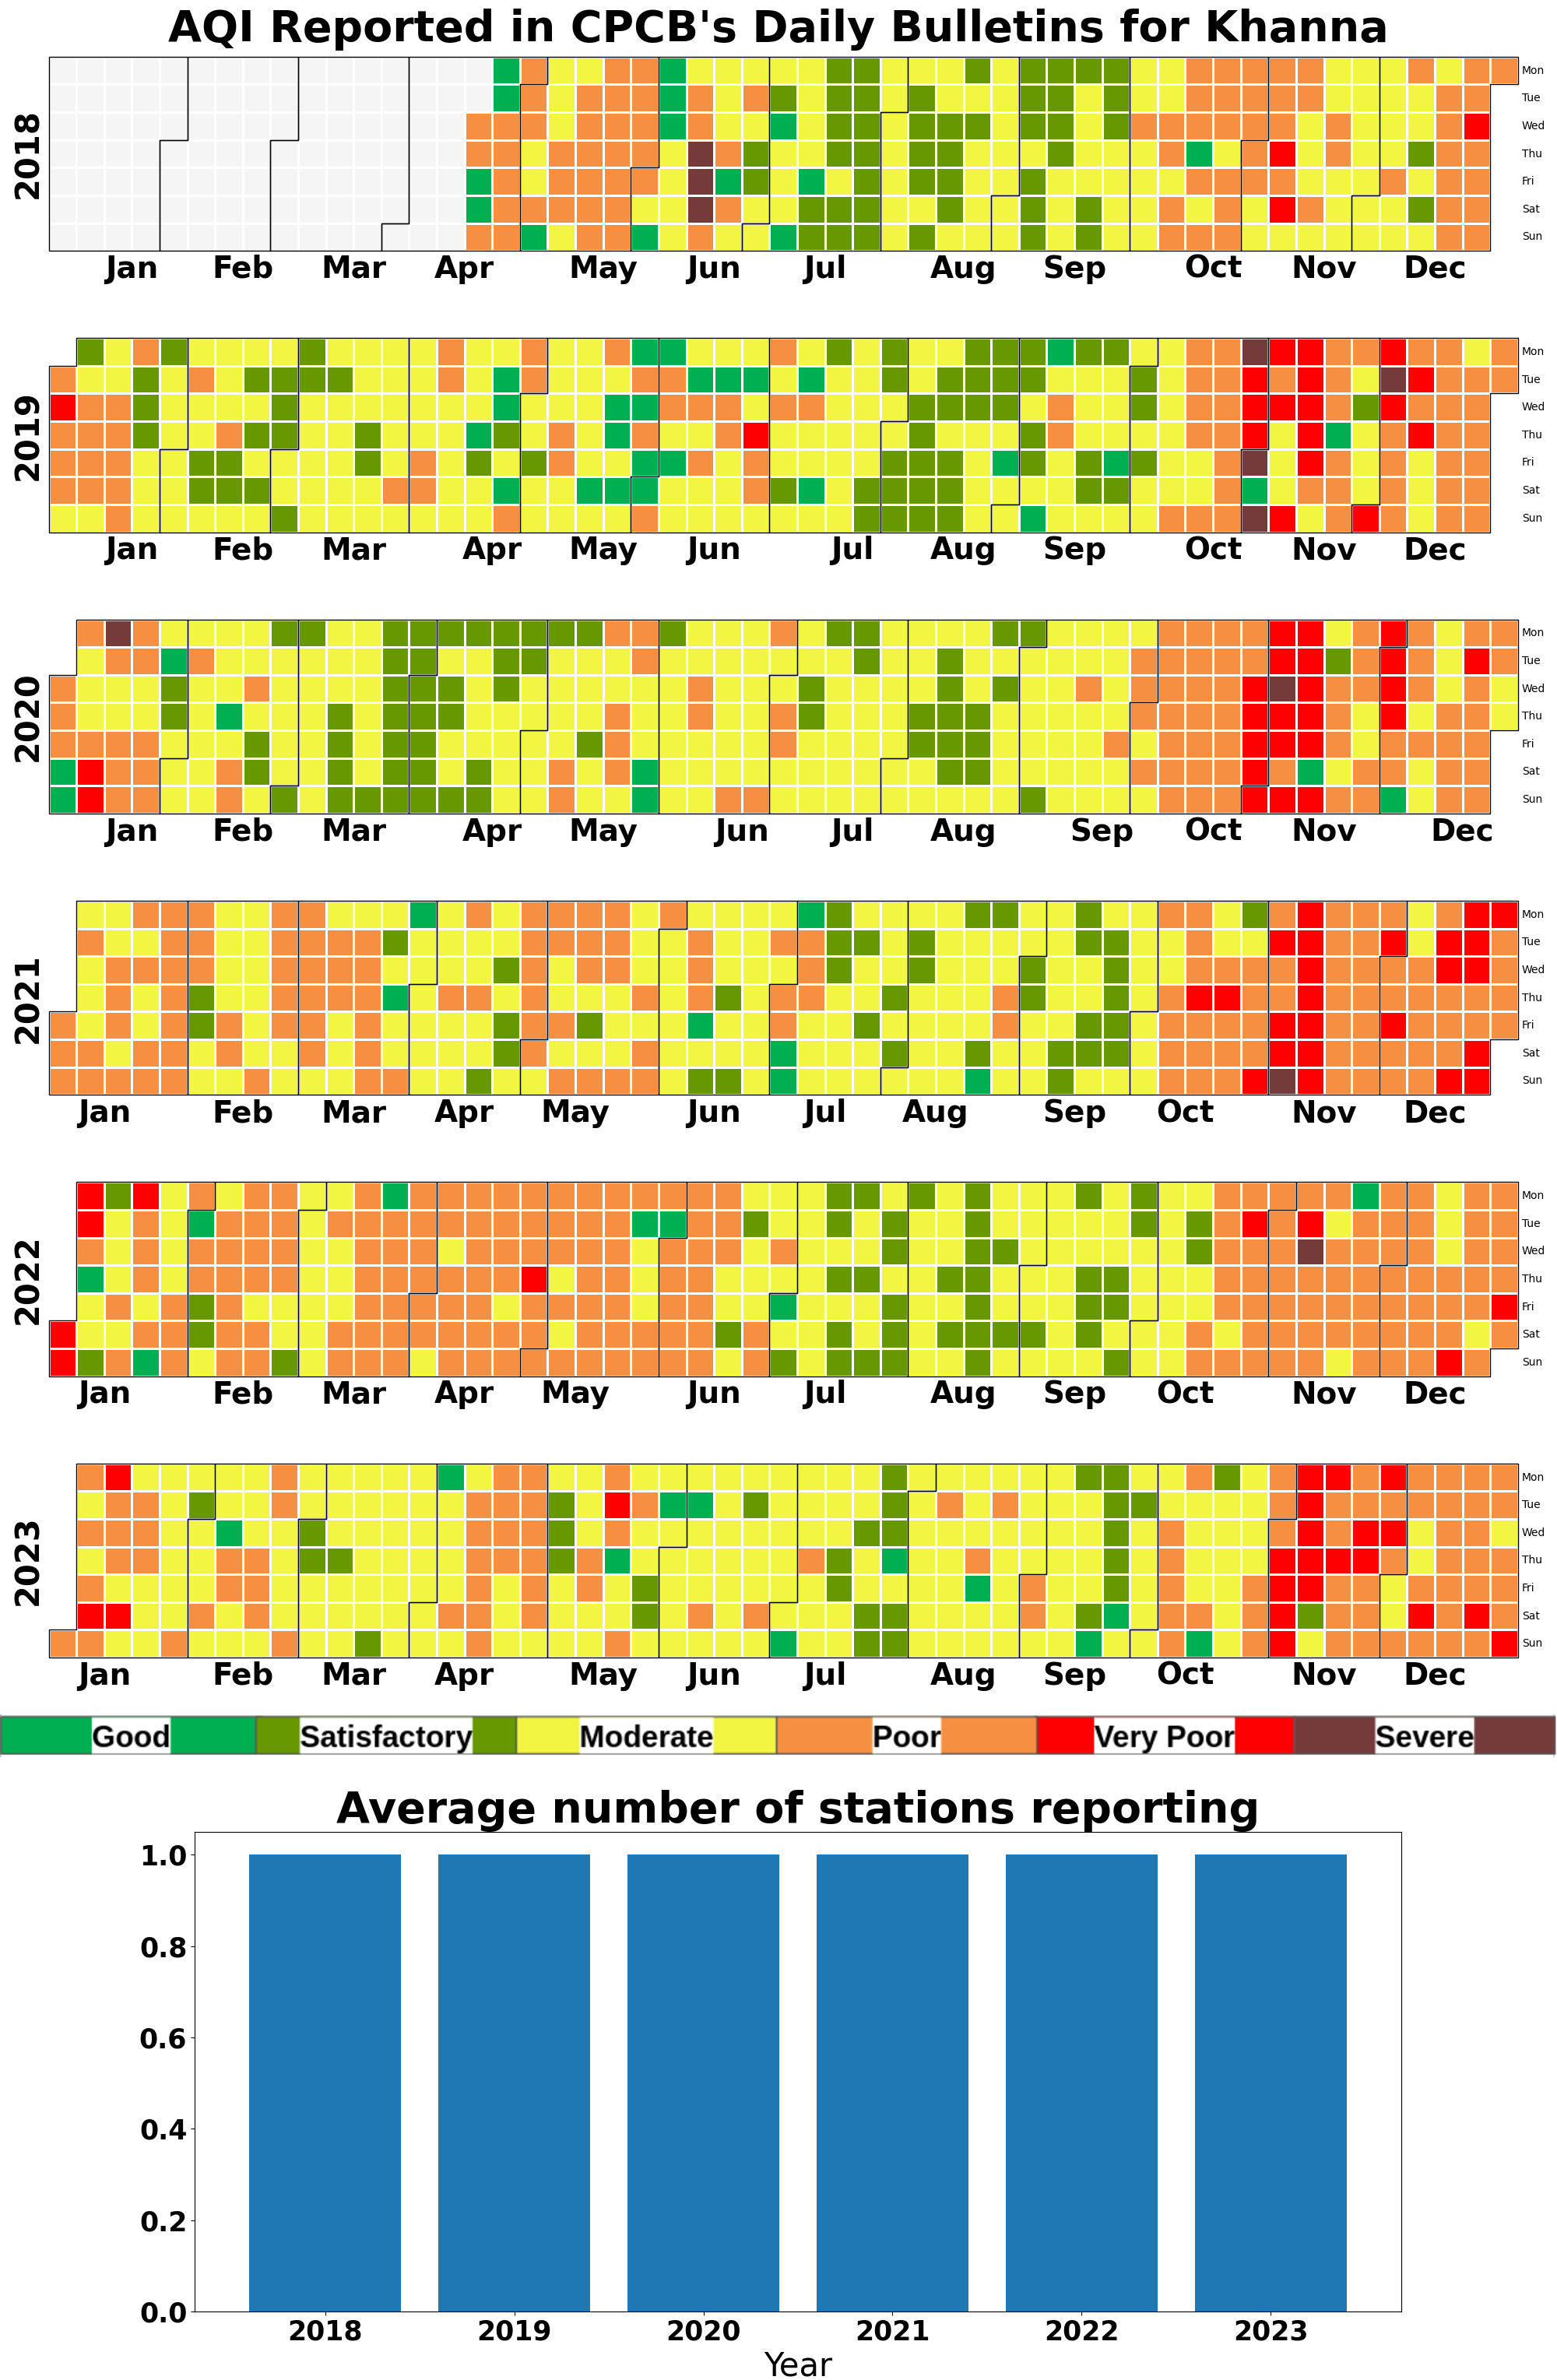 AQI Reported in CPCB's Daily Bulletins for Khanna
2018
Mon
Tue
Wed
Thu
Fri
Sat
Sun
Jan Feb Mar Apr May Jun Jul Aug Sep Oct Nov Dec
2019
Mon
Tue
Wed
Thu
Fri
Sat
Sun
Jan Feb Mar Apr May Jun Jul Aug Sep Oct Nov Dec
2020
Mon
Tue
Wed
Thu
Fri
Sat
Sun
Jan Feb Mar Apr May Jun Jul Aug Sep Oct Nov Dec
2021
Mon
Tue
Wed
Thu
Fri
Sat
Sun
Jan Feb Mar Apr May Jun Jul Aug Sep Oct Nov Dec
2022
Mon
Tue
Wed
Thu
Fri
Sat
Sun
Jan Feb Mar Apr May Jun Jul Aug Sep Oct Nov Dec
2023
Mon
Tue
Wed
Thu
Fri
Sat
Sun
Jan Feb Mar Apr May Jun Jul Aug Sep Oct Nov Dec
Good Satisfactory Moderate Poor Very Poor Severe
Average number of stations reporting
1.0
0.8
0.6
0.4
0.2
0.0
2018 2019 2020 2021 2022 2023
Year